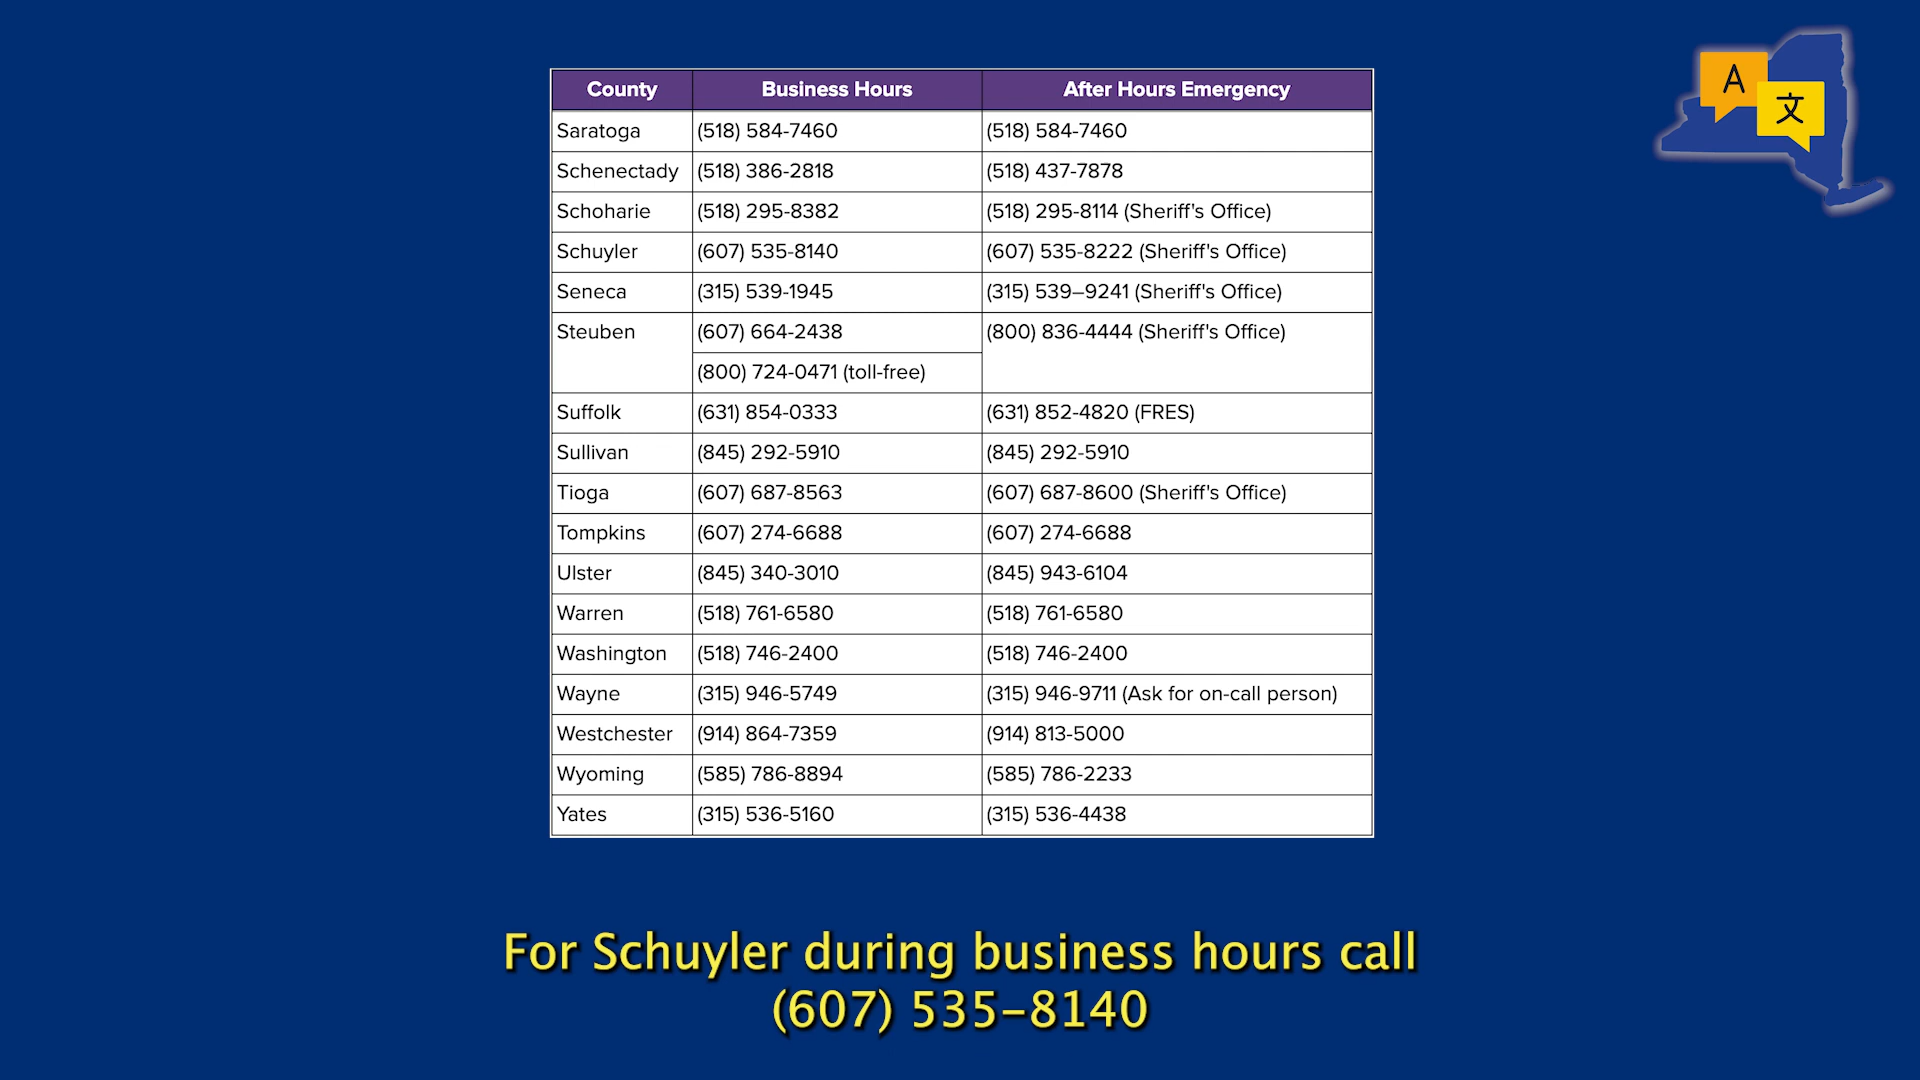 County Business Hours After Hours Emergency
Saratoga (518) 584-7460 (518) 584-7460
Schenectady (518) 386-2818 (518) 437-7878
Schoharie (518) 295-8382 (518) 295-8114 (Sheriff's Office)
Schuyler (607) 535-8140 (607) 535-8222 (Sheriff's Office)
Seneca (315) 539-1945 (315) 539–9241 (Sheriff's Office)
Steuben (607) 664-2438 (800) 836-4444 (Sheriff's Office)
(800) 724-0471 (toll-free)
Suffolk (631) 854-0333 (631) 852-4820 (FRES)
Sullivan (845) 292-5910 (845) 292-5910
Tioga (607) 687-8563 (607) 687-8600 (Sheriff's Office)
Tompkins (607) 274-6688 (607) 274-6688
Ulster (845) 340-3010 (845) 943-6104
Warren (518) 761-6580 (518) 761-6580
Washington (518) 746-2400 (518) 746-2400
Wayne (315) 946-5749 (315) 946-9711 (Ask for on-call person)
Westchester (914) 864-7359 (914) 813-5000
Wyoming (585) 786-8894 (585) 786-2233
Yates (315) 536-5160 (315) 536-4438
A
文
For Schuyler during business hours call
(607) 535-8140